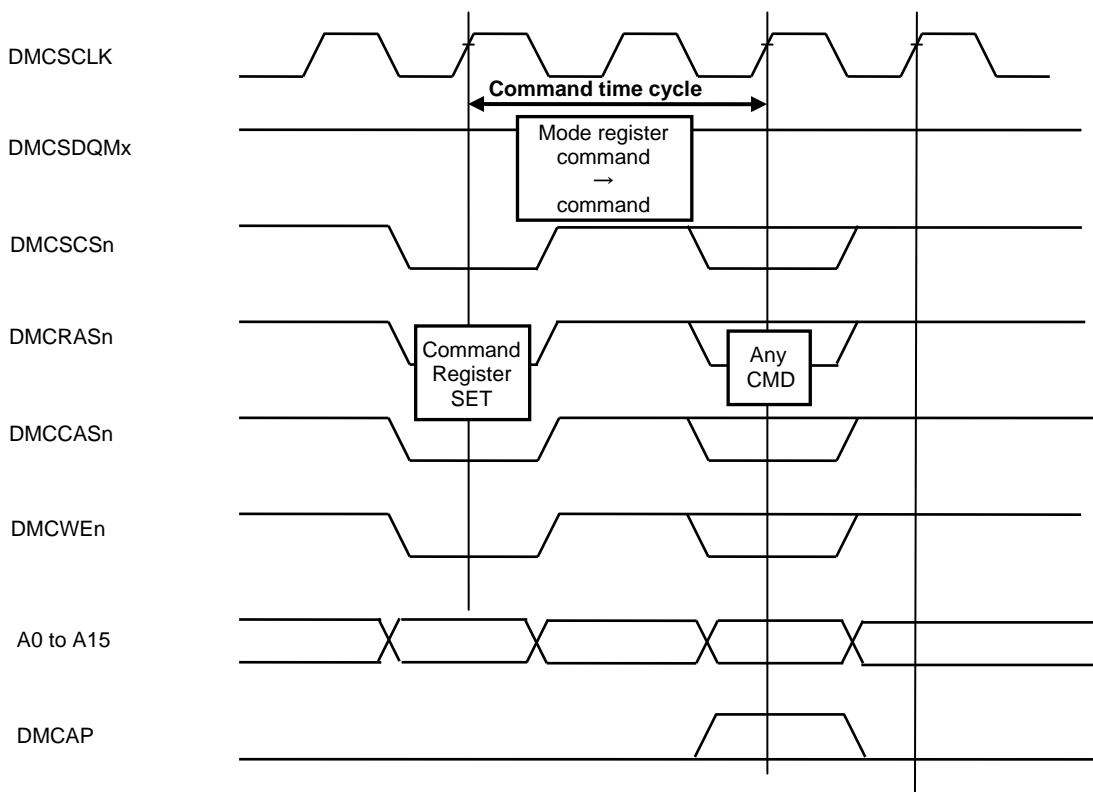 DMCSCLK
Command time cycle
DMCSDQMx
Mode register
command
→
command
DMCSCSn
DMCRASn
Command
Register
SET
Any
CMD
DMCCASn
DMCWEn
A0 to A15
DMCAP